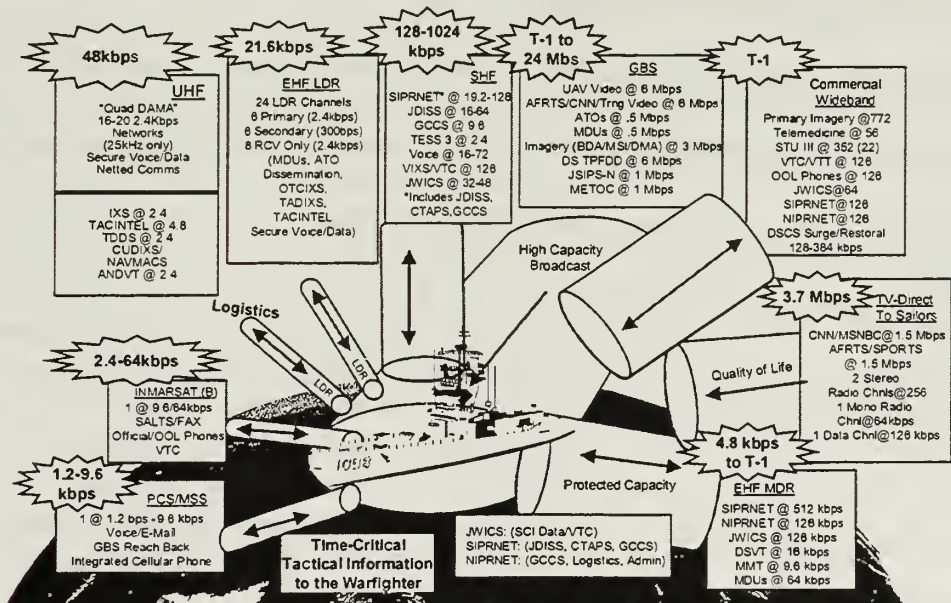 48kbps
UHF
"Quad DAMA"
16-20 2.4Kbps
Networks
(25kHz only)
Secure Voice/Data
Netted Comms
IXS @ 2.4
TACINTEL @ 4.8
TDDS @ 2.4
CUDIXS/
NAVMACS
ANDVT @ 2.4
21.6kbps
EHF LDR
24 LDR Channels
6 Primary (2.4kbps)
6 Secondary (300bps)
8 RCV Only (2.4kbps)
(MDUs, ATO
Dissemination,
OTCIXS,
TADIXS,
TACINTEL
Secure Voice/Data)
128-1024
kbps
SHF
SIPRNET* @ 19.2-128
JDISS @ 16-64
GCCS @ 9.6
TESS 3 @ 2.4
Voice @ 16-72
VIXS/VTC @ 128
JWICS @ 32-48
*Includes JDISS,
CTAPS,GCCS
T-1 to
24 Mbs
GBS
UAV Video @ 6 Mbps
AFRTS/CNN/Trng Video @ 6 Mbps
ATOs @ .5 Mbps
MDUs @ .5 Mbps
Imagery (BDA/MSI/DMA) @ 3 Mbps
DS TPFDD @ 6 Mbps
JSIPS-N @ 1 Mbps
METOC @ 1 Mbps
T-1
Commercial
Wideband
Primary Imagery @772
Telemedicine @ 56
STU III @ 352 (22)
VTC/VTT @ 128
OOL Phones @ 128
JWICS@64
SIPRNET@128
NIPRNET@128
DSCS Surge/Restoral
128-384 kbps
High Capacity
Broadcast
Logistics
LDR
LDR
3.7 Mbps
TV-Direct
To Sailors
CNN/MSNBC@1.5 Mbps
AFRTS/SPORTS
@ 1.5 Mbps
2 Stereo
Radio Chnls@256
1 Mono Radio
Chnl@64kbps
1 Data Chnl@128 kbps
Quality of Life
2.4-64kbps
INMARSAT (B)
1 @ 9.6/64kbps
SALTS/FAX
Official/OOL Phones
VTC
1.2-9.6
kbps
PCS/MSS
1 @ 1.2 bps -9.6 kbps
Voice/E-Mail
GBS Reach Back
Integrated Cellular Phone
1098
Time-Critical
Tactical Information
to the Warfighter
Protected Capacity
JWICS: (SCI Data/VTC)
SIPRNET: (JDISS, CTAPS, GCCS)
NIPRNET: (GCCS, Logistics, Admin)
4.8 kbps
to T-1
EHF MDR
SIPRNET @ 512 kbps
NIPRNET @ 128 kbps
JWICS @ 128 kbps
DSVT @ 16 kbps
MMT @ 9.6 kbps
MDUs @ 64 kbps